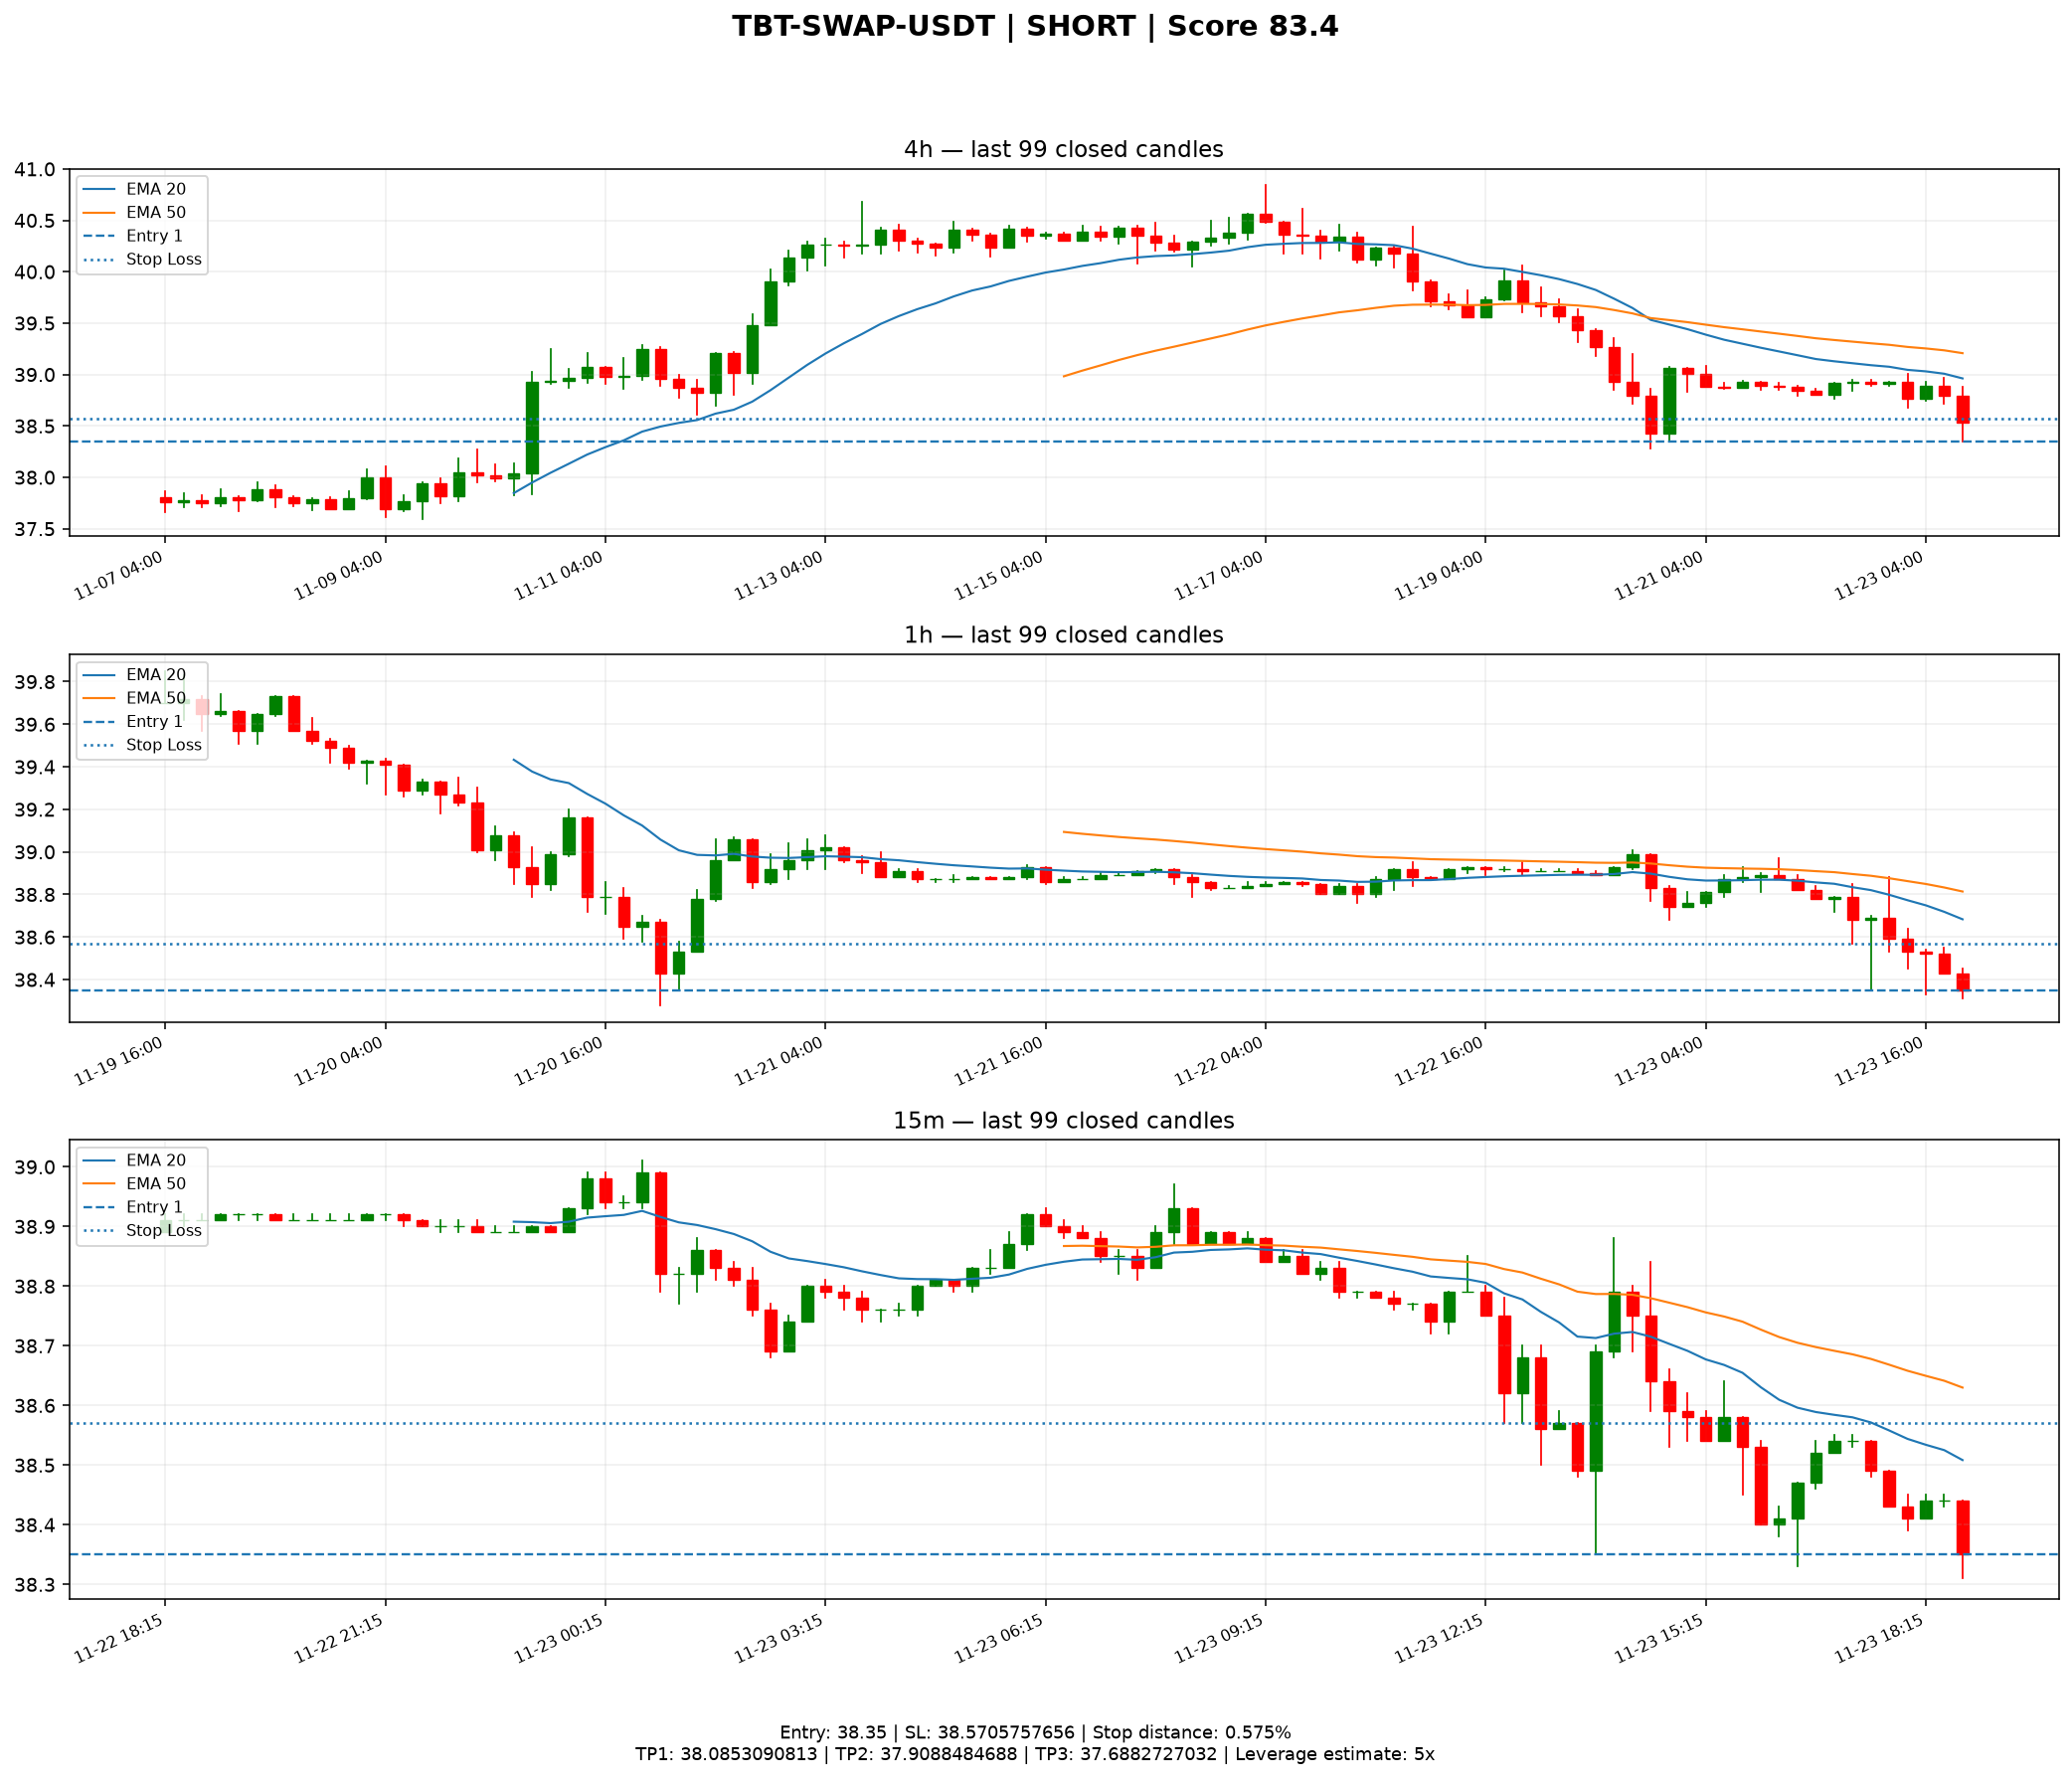 TBT-SWAP-USDT | SHORT | Score 83.4
4h — last 99 closed candles
EMA 20
EMA 50
Entry 1
Stop Loss
41.0
40.5
40.0
39.5
39.0
38.5
38.0
37.5
11-07 04:00
11-09 04:00
11-11 04:00
11-13 04:00
11-15 04:00
11-17 04:00
11-19 04:00
11-21 04:00
11-23 04:00
1h — last 99 closed candles
EMA 20
EMA 50
Entry 1
Stop Loss
39.8
39.6
39.4
39.2
39.0
38.8
38.6
38.4
11-19 16:00
11-20 04:00
11-20 16:00
11-21 04:00
11-21 16:00
11-22 04:00
11-22 16:00
11-23 04:00
11-23 16:00
15m — last 99 closed candles
EMA 20
EMA 50
Entry 1
Stop Loss
39.0
38.9
38.8
38.7
38.6
38.5
38.4
38.3
11-22 18:15
11-22 21:15
11-23 00:15
11-23 03:15
11-23 06:15
11-23 09:15
11-23 12:15
11-23 15:15
11-23 18:15
Entry: 38.35 | SL: 38.5705757656 | Stop distance: 0.575%
TP1: 38.0853090813 | TP2: 37.9088484688 | TP3: 37.6882727032 | Leverage estimate: 5x